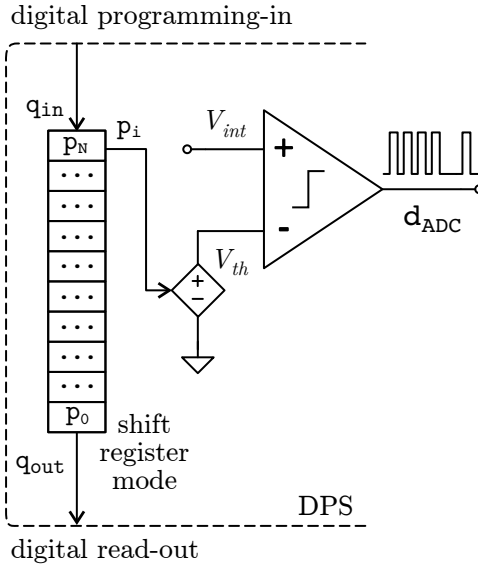 digital programming-in
q_in
p_i
p_N
V_int
+
...
...
-
d_ADC
...
V_th
...
+
-
...
...
...
...
p_0
shift
register
mode
q_out
DPS
digital read-out